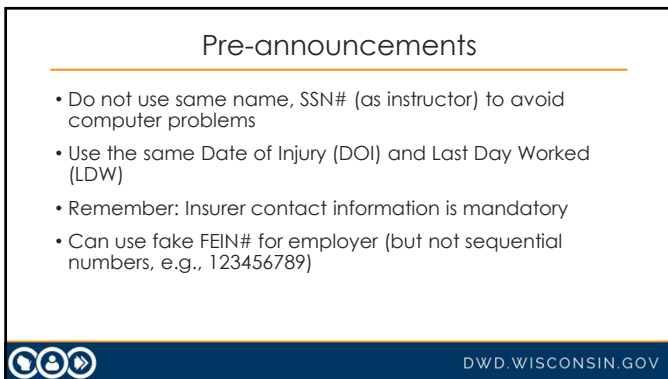 Pre-announcements
• Do not use same name, SSN# (as instructor) to avoid
computer problems
• Use the same Date of Injury (DOI) and Last Day Worked
(LDW)
• Remember: Insurer contact information is mandatory
• Can use fake FEIN# for employer (but not sequential
numbers, e.g., 123456789)
DWD.WISCONSIN.GOV